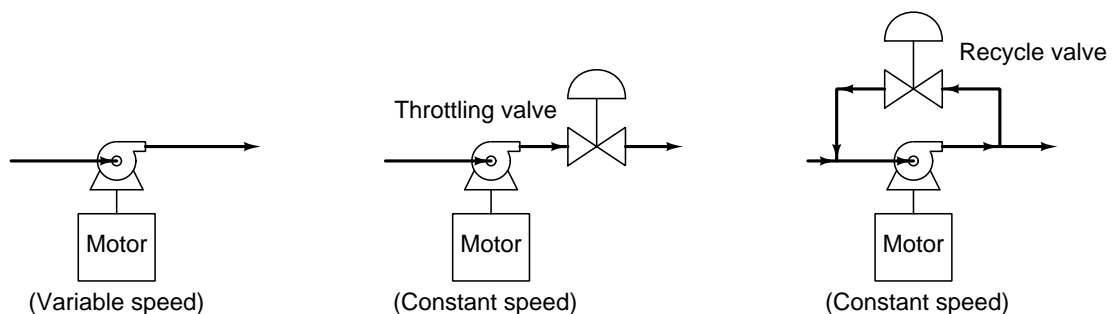 Recycle valve
Throttling valve
Motor
Motor
Motor
(Variable speed)
(Constant speed)
(Constant speed)